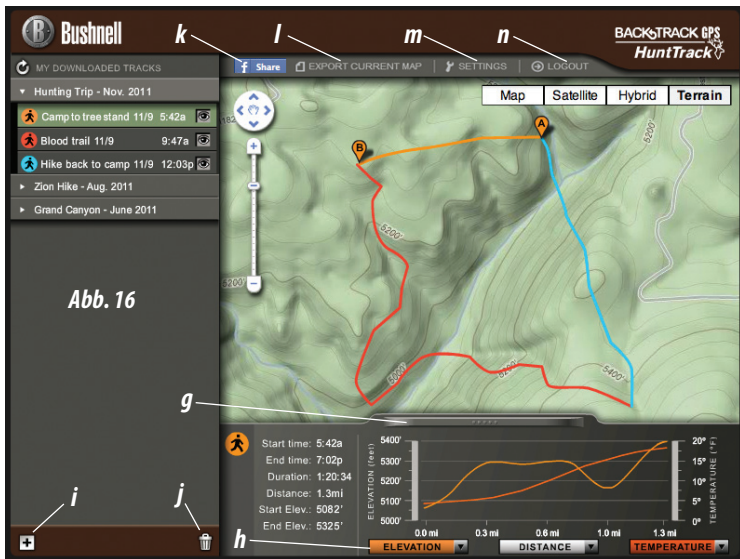 B Bushnell
k l m n
BACKTRACK GPS
HuntTrack
MY DOWNLOADED TRACKS
f Share EXPORT CURRENT MAP SETTINGS LOGOUT
Hunting Trip - Nov. 2011
Camp to tree stand 11/9 5:42a
Blood trail 11/9 9:47a
Hike back to camp 11/9 12:03p
Zion Hike - Aug. 2011
Grand Canyon - June 2011
Abb. 16
Map Satellite Hybrid Terrain
5200'
B A
5200'
5200'
5000'
5200'
5400'
g
Start time: 5:42a
End time: 7:02p
Duration: 1:20:34
Distance: 1.3mi
Start Elev.: 5082'
End Elev.: 5325'
ELEVATION (feet)
5400'
5300'
5200'
5100'
5000'
20°
15°
10°
5°
0°
TEMPERATURE (°F)
0.0 mi 0.3 mi 0.6 mi 1.0 mi 1.3 mi
h
ELEVATION DISTANCE TEMPERATURE
i j